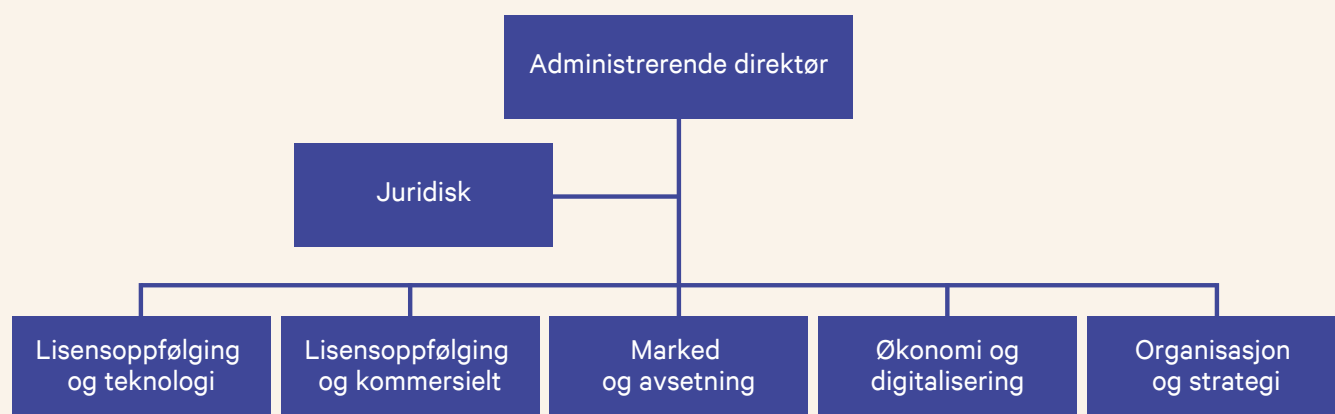 Administrerende direktør
Juridisk
Lisensoppfølging
og teknologi
Lisensoppfølging
og kommersielt
Marked
og avsetning
Økonomi og
digitalisering
Organisasjon
og strategi